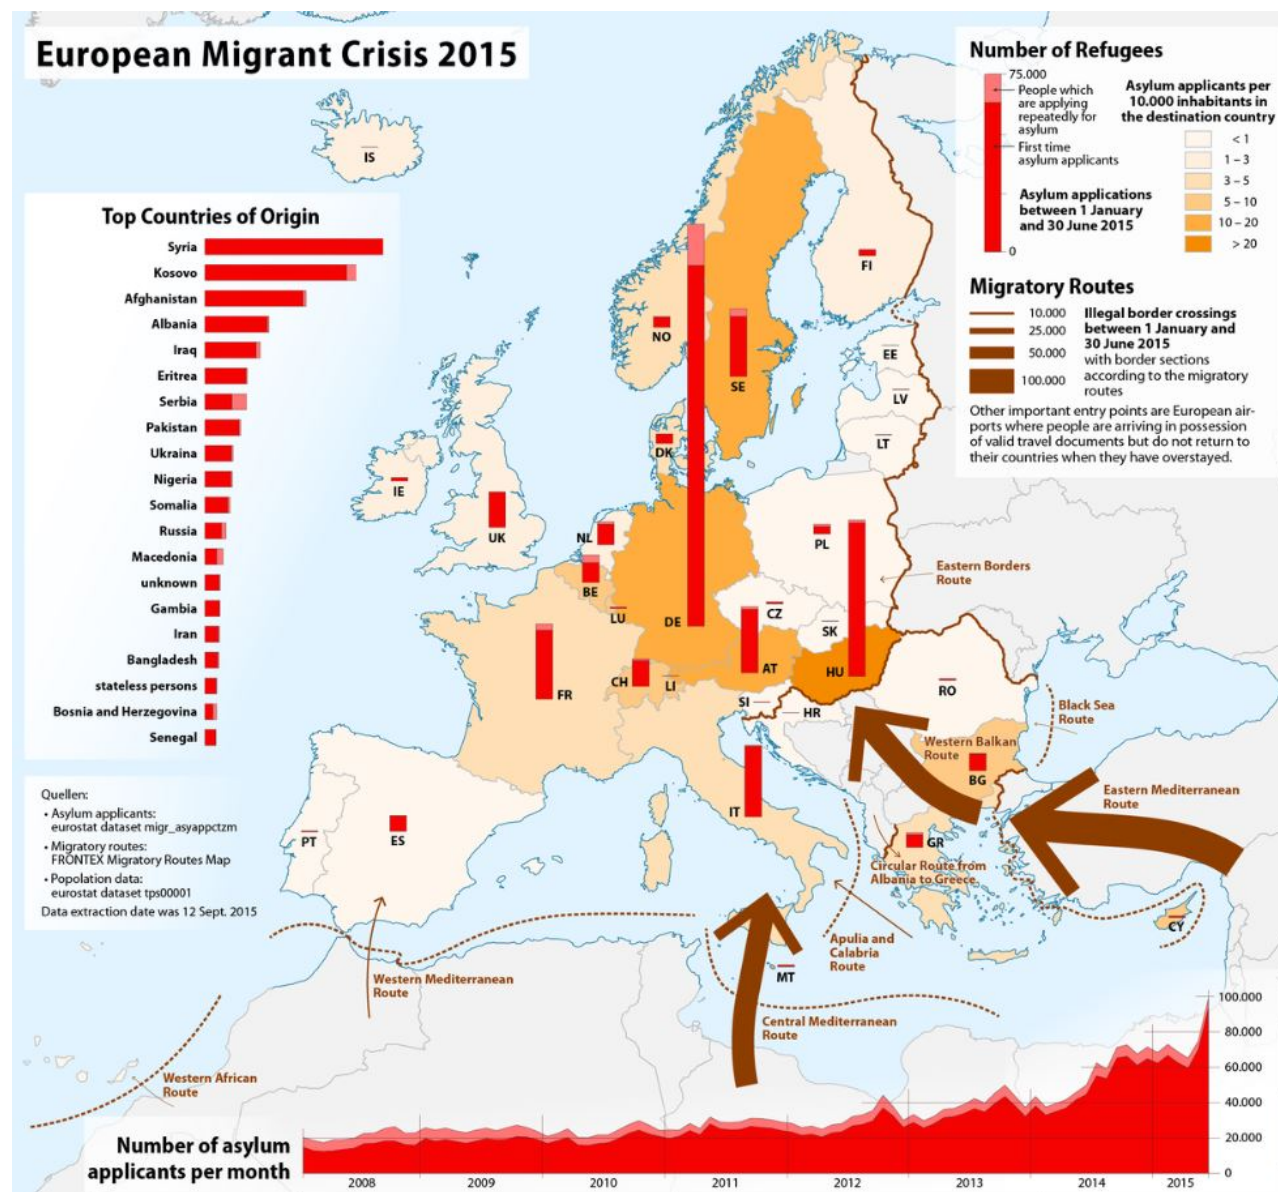 European Migrant Crisis 2015
Number of Refugees
75.000
People which
are applying
repeatedly for
asylum
First time
asylum applicants
Asylum applications
between 1 January
and 30 June 2015
0
Asylum applicants per
10.000 inhabitants in
the destination country
< 1
1 – 3
3 – 5
5 – 10
10 – 20
> 20
Migratory Routes
10.000
25.000
50.000
100.000
Illegal border crossings
between 1 January and
30 June 2015
with border sections
according to the migratory
routes
Other important entry points are European air-
ports where people are arriving in possession
of valid travel documents but do not return to
their countries when they have overstayed.
Top Countries of Origin
Syria
Kosovo
Afghanistan
Albania
Iraq
Eritrea
Serbia
Pakistan
Ukraina
Nigeria
Somalia
Russia
Macedonia
unknown
Gambia
Iran
Bangladesh
stateless persons
Bosnia and Herzegovina
Senegal
Quellen:
• Asylum applicants:
eurostat dataset migr_asyappctzm
• Migratory routes:
FRONTEX Migratory Routes Map
• Popolation data:
eurostat dataset tps00001
Data extraction date was 12 Sept. 2015
IS
FI
NO
SE
EE
LV
LT
DK
IE
UK
NL
PL
BE
LU
DE
CZ
SK
FR
CH
LI
AT
HU
SI
HR
RO
BG
IT
GR
PT
ES
MT
CY
Eastern Borders
Route
Black Sea
Route
Western Balkan
Route
Eastern Mediterranean
Route
Circular Route from
Albania to Greece
Apulia and
Calabria
Route
Western Mediterranean
Route
Central Mediterranean
Route
Western African
Route
Number of asylum
applicants per month
100.000
80.000
60.000
40.000
20.000
0
2008
2009
2010
2011
2012
2013
2014
2015